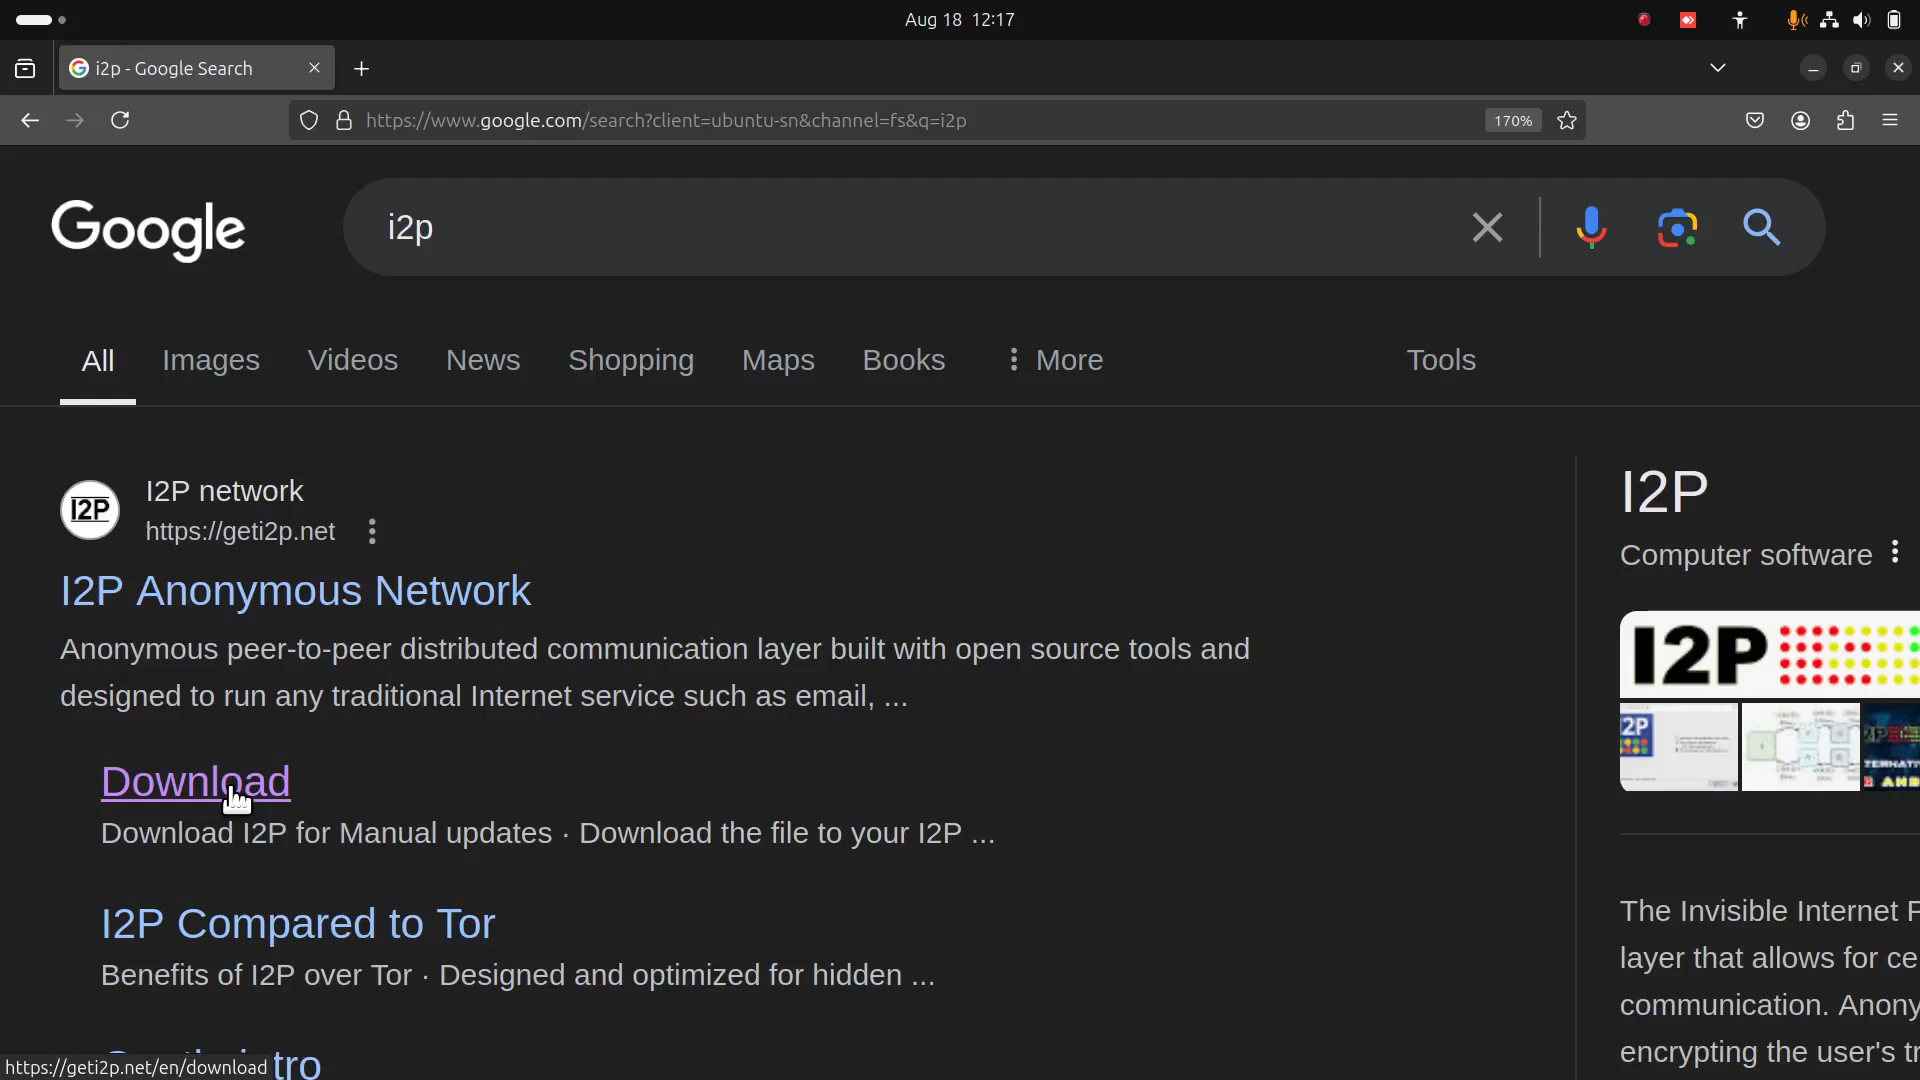 Aug 18 12:17
i2p - Google Search
https://www.google.com/search?client=ubuntu-sn&channel=fs&q=i2p
170%
Google
i2p
All Images Videos News Shopping Maps Books More Tools
I2P
I2P network
https://geti2p.net
I2P Anonymous Network
Anonymous peer-to-peer distributed communication layer built with open source tools and
designed to run any traditional Internet service such as email, ...
Download
Download I2P for Manual updates · Download the file to your I2P ...
I2P Compared to Tor
Benefits of I2P over Tor · Designed and optimized for hidden ...
tro
https://geti2p.net/en/download
I2P
Computer software
I2P
The Invisible Internet P
layer that allows for ce
communication. Anony
encrypting the user's tr